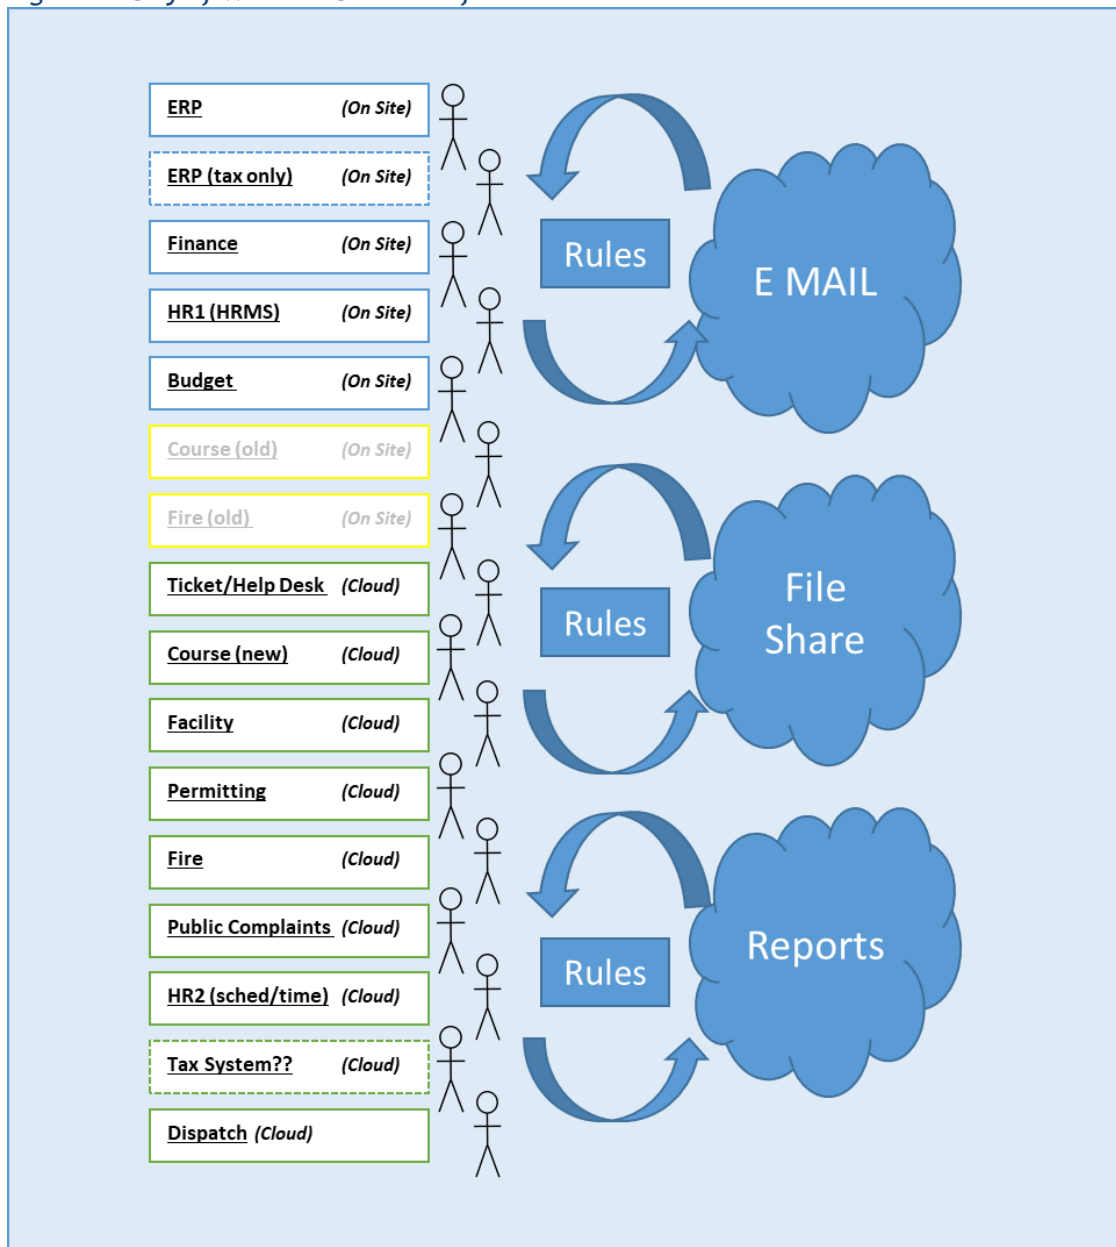 ERP (On Site)
ERP (tax only) (On Site)
Finance (On Site)
HR1 (HRMS) (On Site)
Budget (On Site)
Course (old) (On Site)
Fire (old) (On Site)
Ticket/Help Desk (Cloud)
Course (new) (Cloud)
Facility (Cloud)
Permitting (Cloud)
Fire (Cloud)
Public Complaints (Cloud)
HR2 (sched/time) (Cloud)
Tax System?? (Cloud)
Dispatch (Cloud)
Rules
E MAIL
Rules
File
Share
Rules
Reports